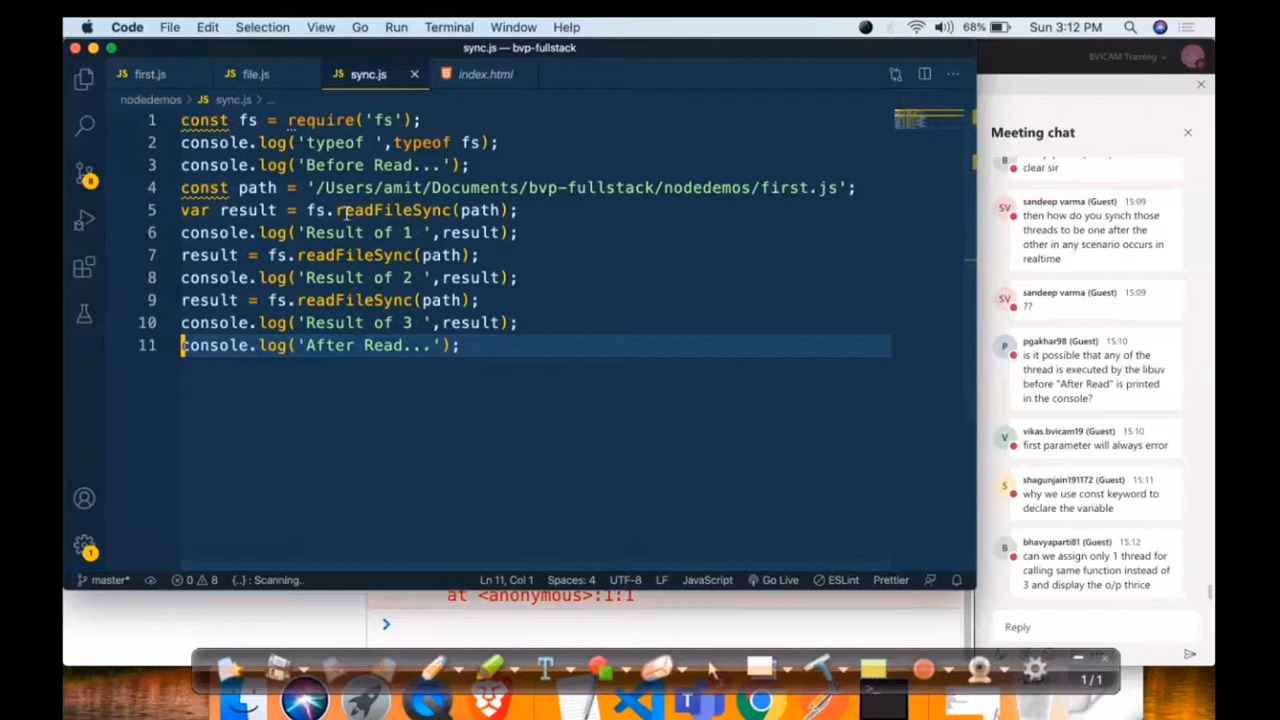 Code File Edit Selection View Go Run Terminal Window Help 68% Sun 3:12 PM
sync.js — bvp-fullstack
JS first.js JS file.js JS sync.js × index.html ···
nodedemos > JS sync.js > ...
1 const fs = require('fs');
2 console.log('typeof ',typeof fs);
3 console.log('Before Read...');
4 const path = '/Users/amit/Documents/bvp-fullstack/nodedemos/first.js';
5 var result = fs.readFileSync(path);
6 console.log('Result of 1 ',result);
7 result = fs.readFileSync(path);
8 console.log('Result of 2 ',result);
9 result = fs.readFileSync(path);
10 console.log('Result of 3 ',result);
11 console.log('After Read...');
8
1
master* 0 8 {..} : Scanning.. Ln 11, Col 1 Spaces: 4 UTF-8 LF JavaScript Go Live ESLint Prettier
at <anonymous>:1:1
>
BVICAM Training
Meeting chat
B
clear sir
SV sandeep varma (Guest) 15:09
then how do you synch those
threads to be one after the
other in any scenario occurs in
realtime
SV sandeep varma (Guest) 15:09
??
P pgakhar98 (Guest) 15:10
is it possible that any of the
thread is executed by the libuv
before "After Read" is printed
in the console?
V vikas.bvicam19 (Guest) 15:10
first parameter will always error
S shagunjain191172 (Guest) 15:11
why we use const keyword to
declare the variable
B bhavyaparti81 (Guest) 15:12
can we assign only 1 thread for
calling same function instead of
3 and display the o/p thrice
Reply
T
1/1